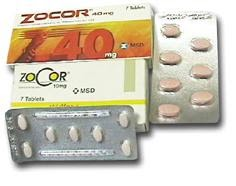 ZOCOR 40 mg 7 Tablets
40 mg MSD
ZOCOR
10mg MSD
7 Tablets